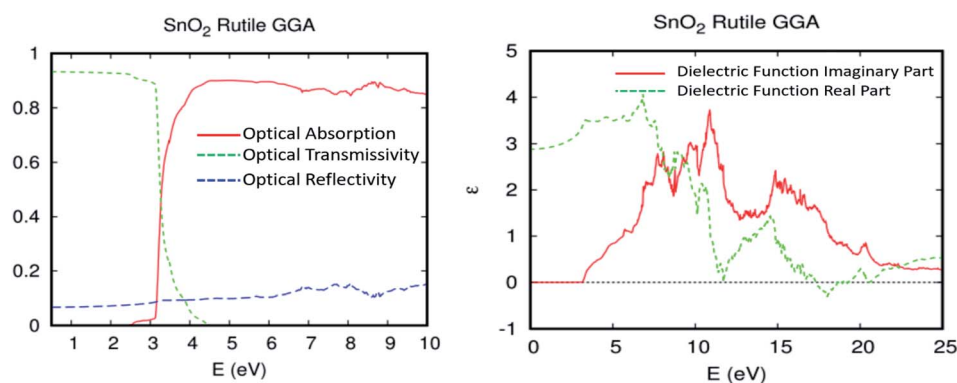 SnO₂ Rutile GGA
1
0.8
0.6
0.4
0.2
0
Optical Absorption
Optical Transmissivity
Optical Reflectivity
1 2 3 4 5 6 7 8 9 10
E (eV)
SnO₂ Rutile GGA
5
4
3
2
1
0
-1
ε
Dielectric Function Imaginary Part
Dielectric Function Real Part
0 5 10 15 20 25
E (eV)